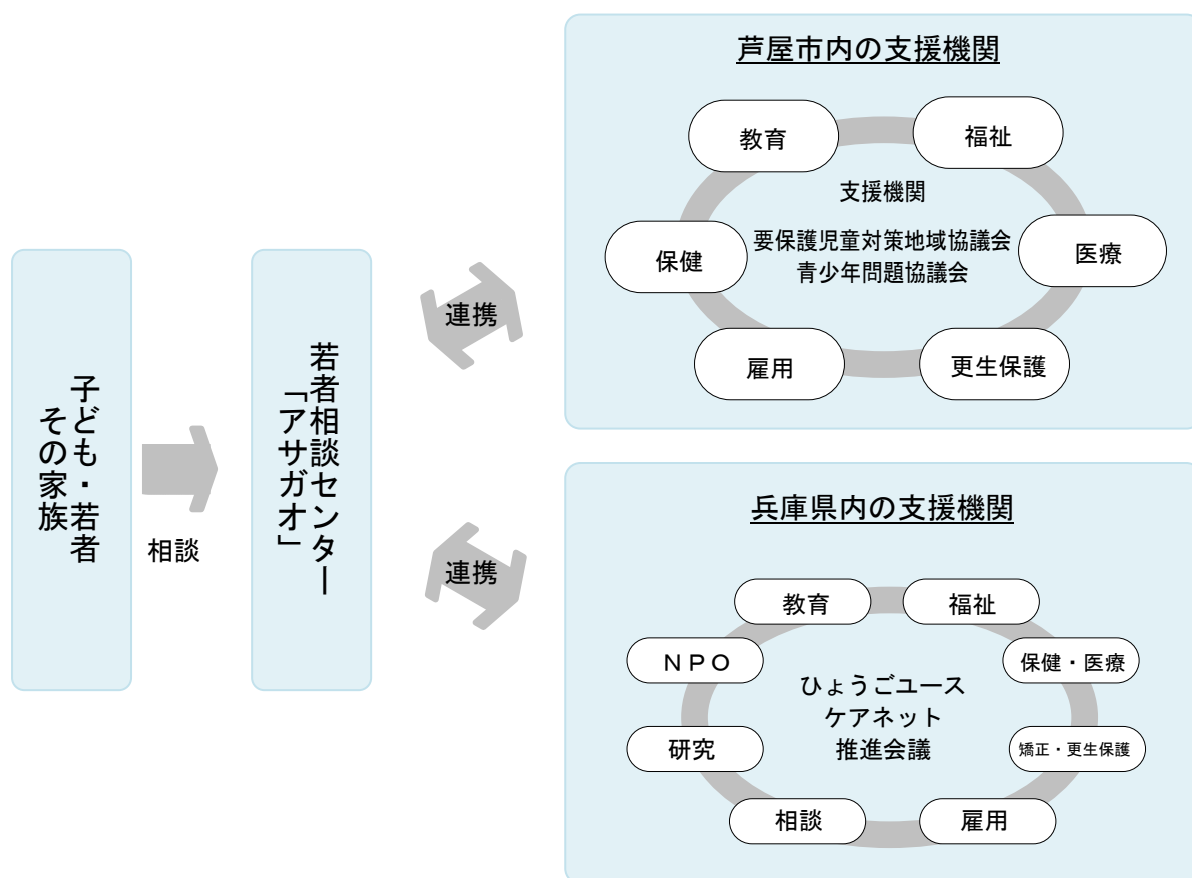 子ども・若者
その家族
相談
若者相談センター
「アサガオ」
連携
連携
芦屋市内の支援機関
教育
福祉
保健
医療
雇用
更生保護
支援機関
要保護児童対策地域協議会
青少年問題協議会
兵庫県内の支援機関
教育
福祉
NPO
保健・医療
研究
矯正・更生保護
相談
雇用
ひょうごユース
ケアネット
推進会議